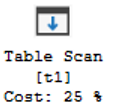 Table Scan
[t1]
Cost: 25 %